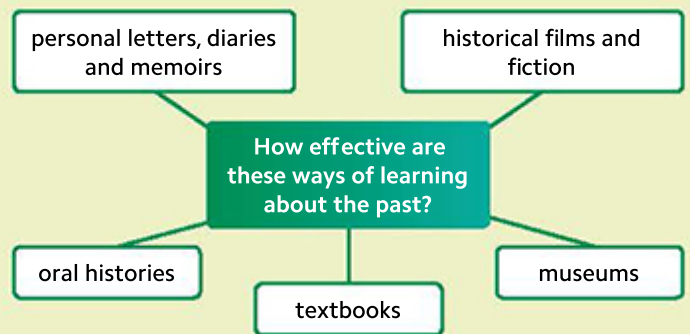 personal letters, diaries
and memoirs
historical films and
fiction
How effective are
these ways of learning
about the past?
oral histories
textbooks
museums